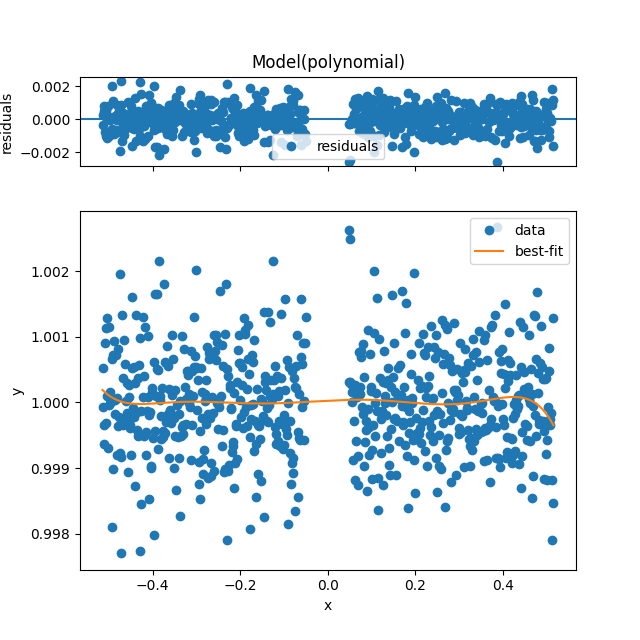 Model(polynomial)
0.002
0.000
−0.002
residuals
residuals
data
best-fit
1.002
1.001
1.000
0.999
0.998
y
−0.4
−0.2
0.0
0.2
0.4
x